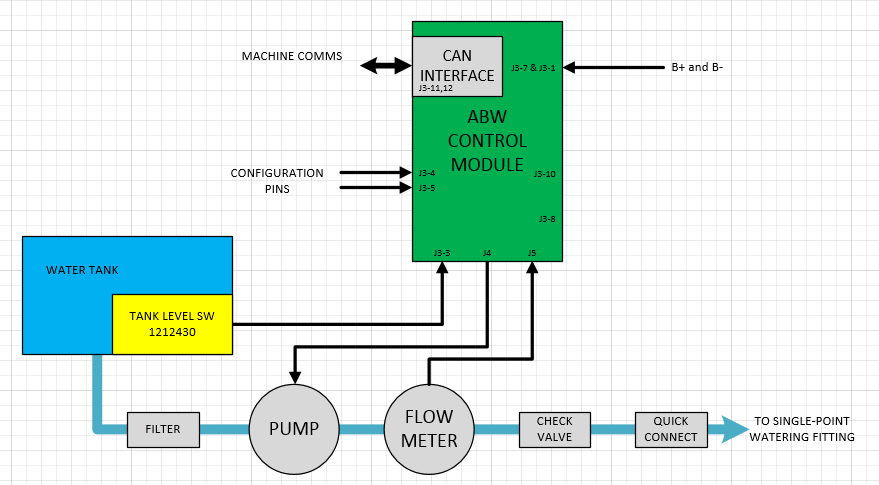 MACHINE COMMS
CAN
INTERFACE
J3-11,12
J3-7 & J3-1
B+ and B-
ABW
CONTROL
MODULE
CONFIGURATION
PINS
J3-4
J3-5
J3-10
J3-8
J3-3
J4
J5
WATER TANK
TANK LEVEL SW
1212430
FILTER
PUMP
FLOW
METER
CHECK
VALVE
QUICK
CONNECT
TO SINGLE-POINT
WATERING FITTING